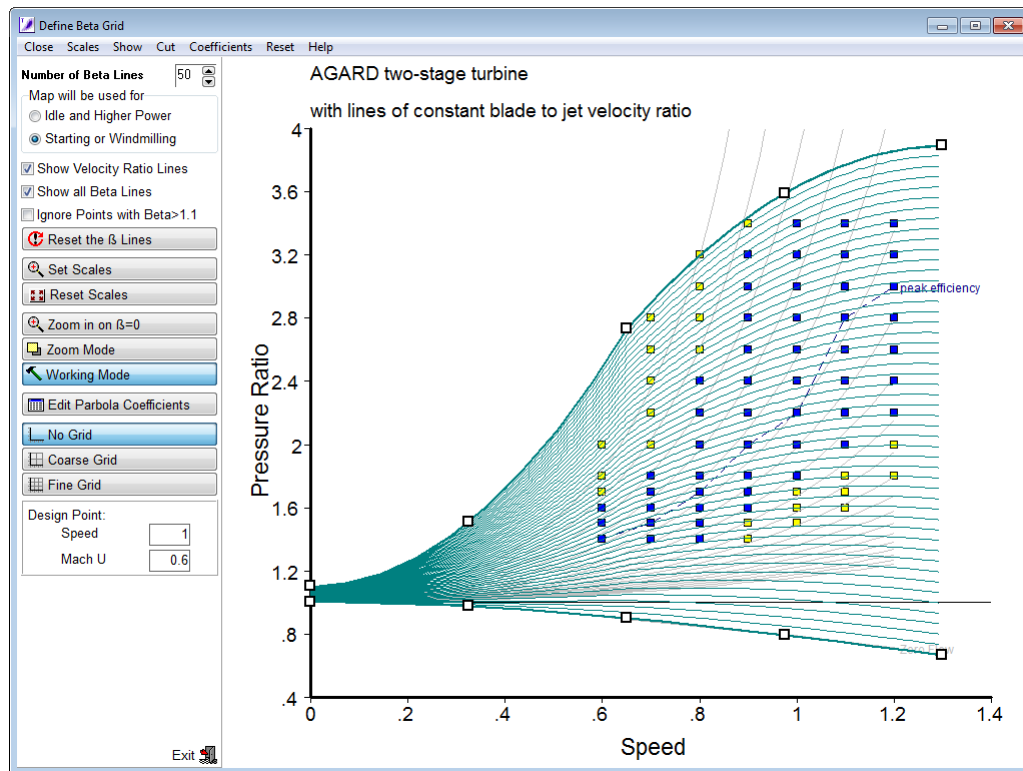 Define Beta Grid
Close Scales Show Cut Coefficients Reset Help
Number of Beta Lines 50
Map will be used for
Idle and Higher Power
Starting or Windmilling
Show Velocity Ratio Lines
Show all Beta Lines
Ignore Points with Beta>1.1
Reset the ß Lines
Set Scales
Reset Scales
Zoom in on ß=0
Zoom Mode
Working Mode
Edit Parbola Coefficients
No Grid
Coarse Grid
Fine Grid
Design Point:
Speed 1
Mach U 0.6
Exit
AGARD two-stage turbine
with lines of constant blade to jet velocity ratio
4
3.6
3.2
2.8
2.4
2
1.6
1.2
.8
.4
Pressure Ratio
peak efficiency
Zero Flow
0 .2 .4 .6 .8 1 1.2 1.4
Speed